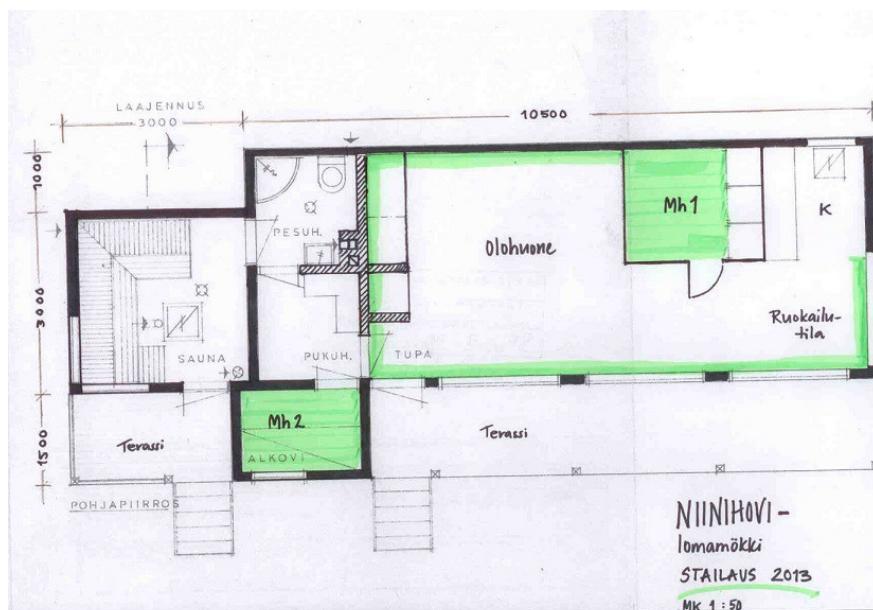 LAAJENNUS
3000
10500
1000
3000
1500
PESUH.
Mh 1
K
Olohuone
Ruokailu-
tila
SAUNA
PUKUH.
TUPA
Mh 2
Terassi
Terassi
ALKOVI
POHJAPIIRROS
NIINIHOVI-
lomamökki
STAILAUS 2013
MK 1:50